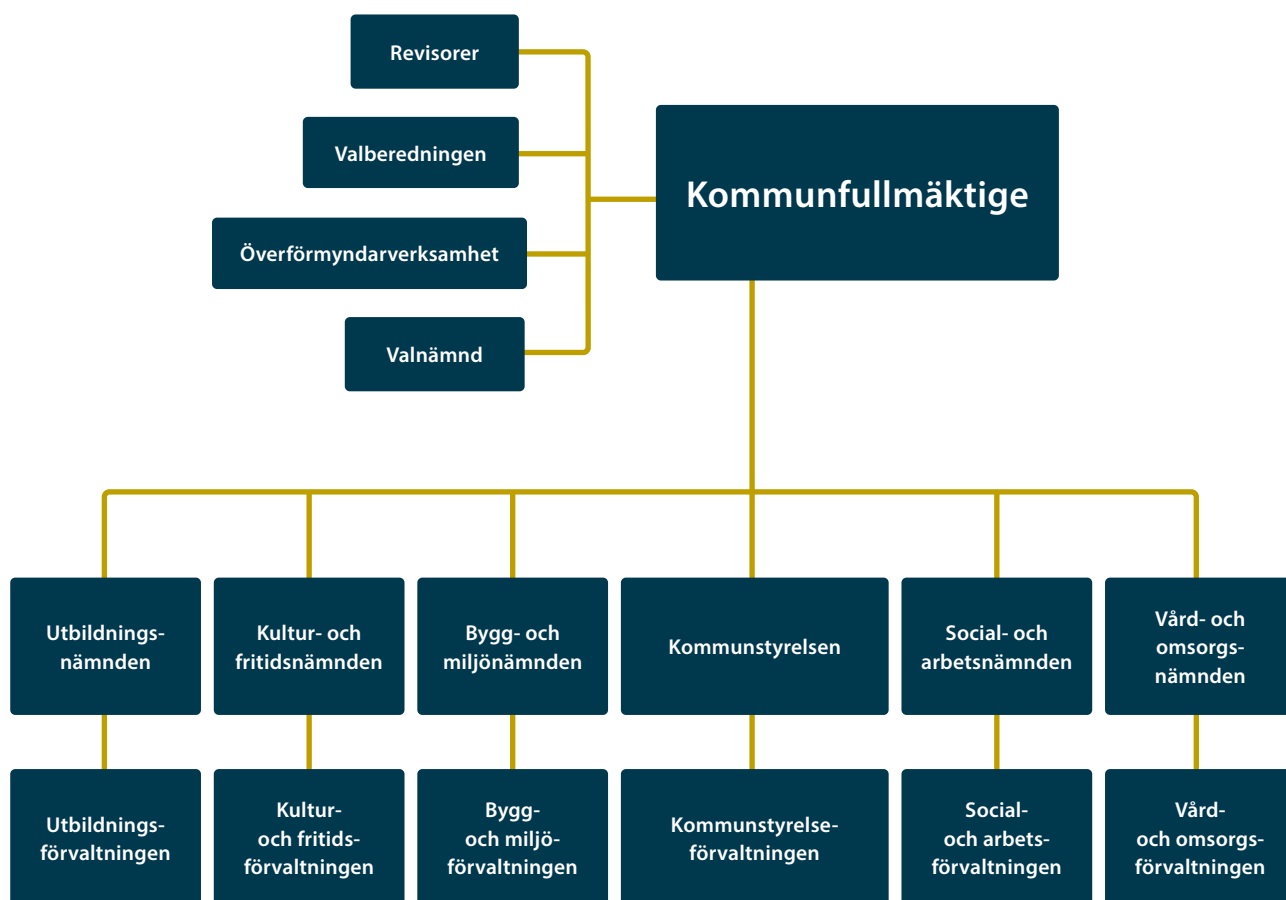 Revisorer
Valberedningen
Kommunfullmäktige
Överförmyndarverksamhet
Valnämnd
Utbildnings-
nämnden
Kultur- och
fritidsnämnden
Bygg- och
miljönämnden
Kommunstyrelsen
Social- och
arbetsnämnden
Vård- och
omsorgs-
nämnden
Utbildnings-
förvaltningen
Kultur-
och fritids-
förvaltningen
Bygg-
och miljö-
förvaltningen
Kommunstyrelse-
förvaltningen
Social-
och arbets-
förvaltningen
Vård-
och omsorgs-
förvaltningen